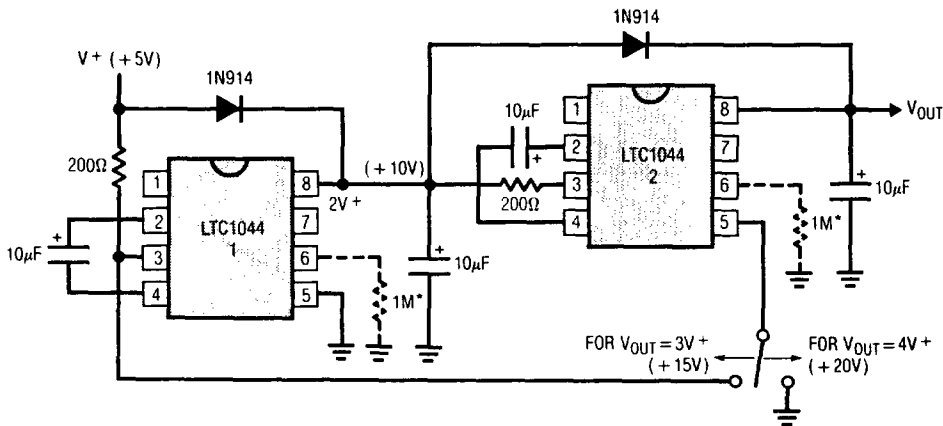 V+ (+5V)
1N914
200Ω
10µF
+
1
2
3
4
LTC1044
1
8
7
6
5
2V+
(+10V)
1M*
+
10µF
1N914
10µF
+
200Ω
1
2
3
4
LTC1044
2
8
7
6
5
VOUT
+
10µF
1M*
FOR VOUT = 3V+
(+15V)
FOR VOUT = 4V+
(+20V)